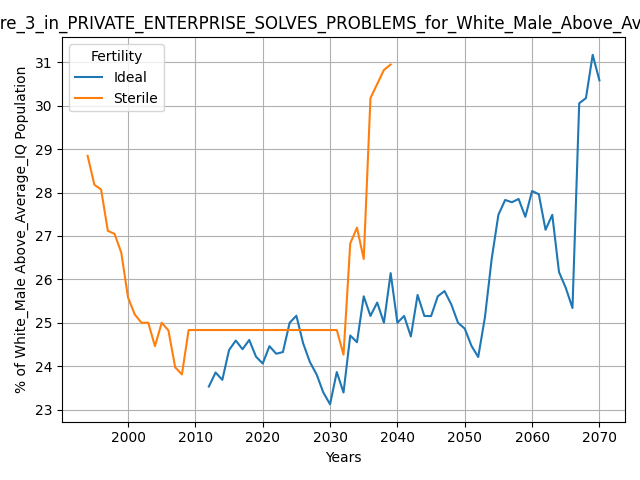 re_3_in_PRIVATE_ENTERPRISE_SOLVES_PROBLEMS_for_White_Male_Above_Av
Fertility
Ideal
Sterile
% of White_Male Above_Average_IQ Population
31
30
29
28
27
26
25
24
23
2000 2010 2020 2030 2040 2050 2060 2070
Years